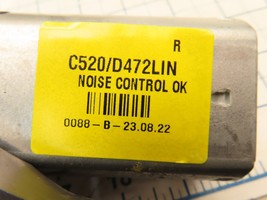 R
C520/D472LIN
NOISE CONTROL OK
0088-B-23.08.22